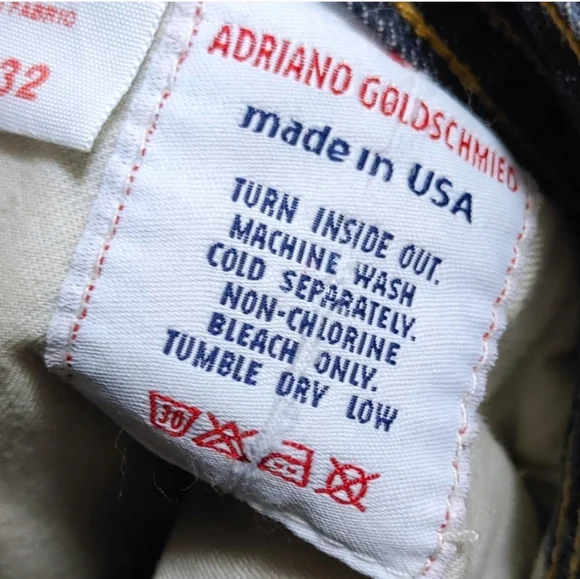 FABRIC
32
ADRIANO GOLDSCHMIED
made in USA
TURN INSIDE OUT.
MACHINE WASH
COLD SEPARATELY.
NON-CHLORINE
BLEACH ONLY.
TUMBLE DRY LOW
30